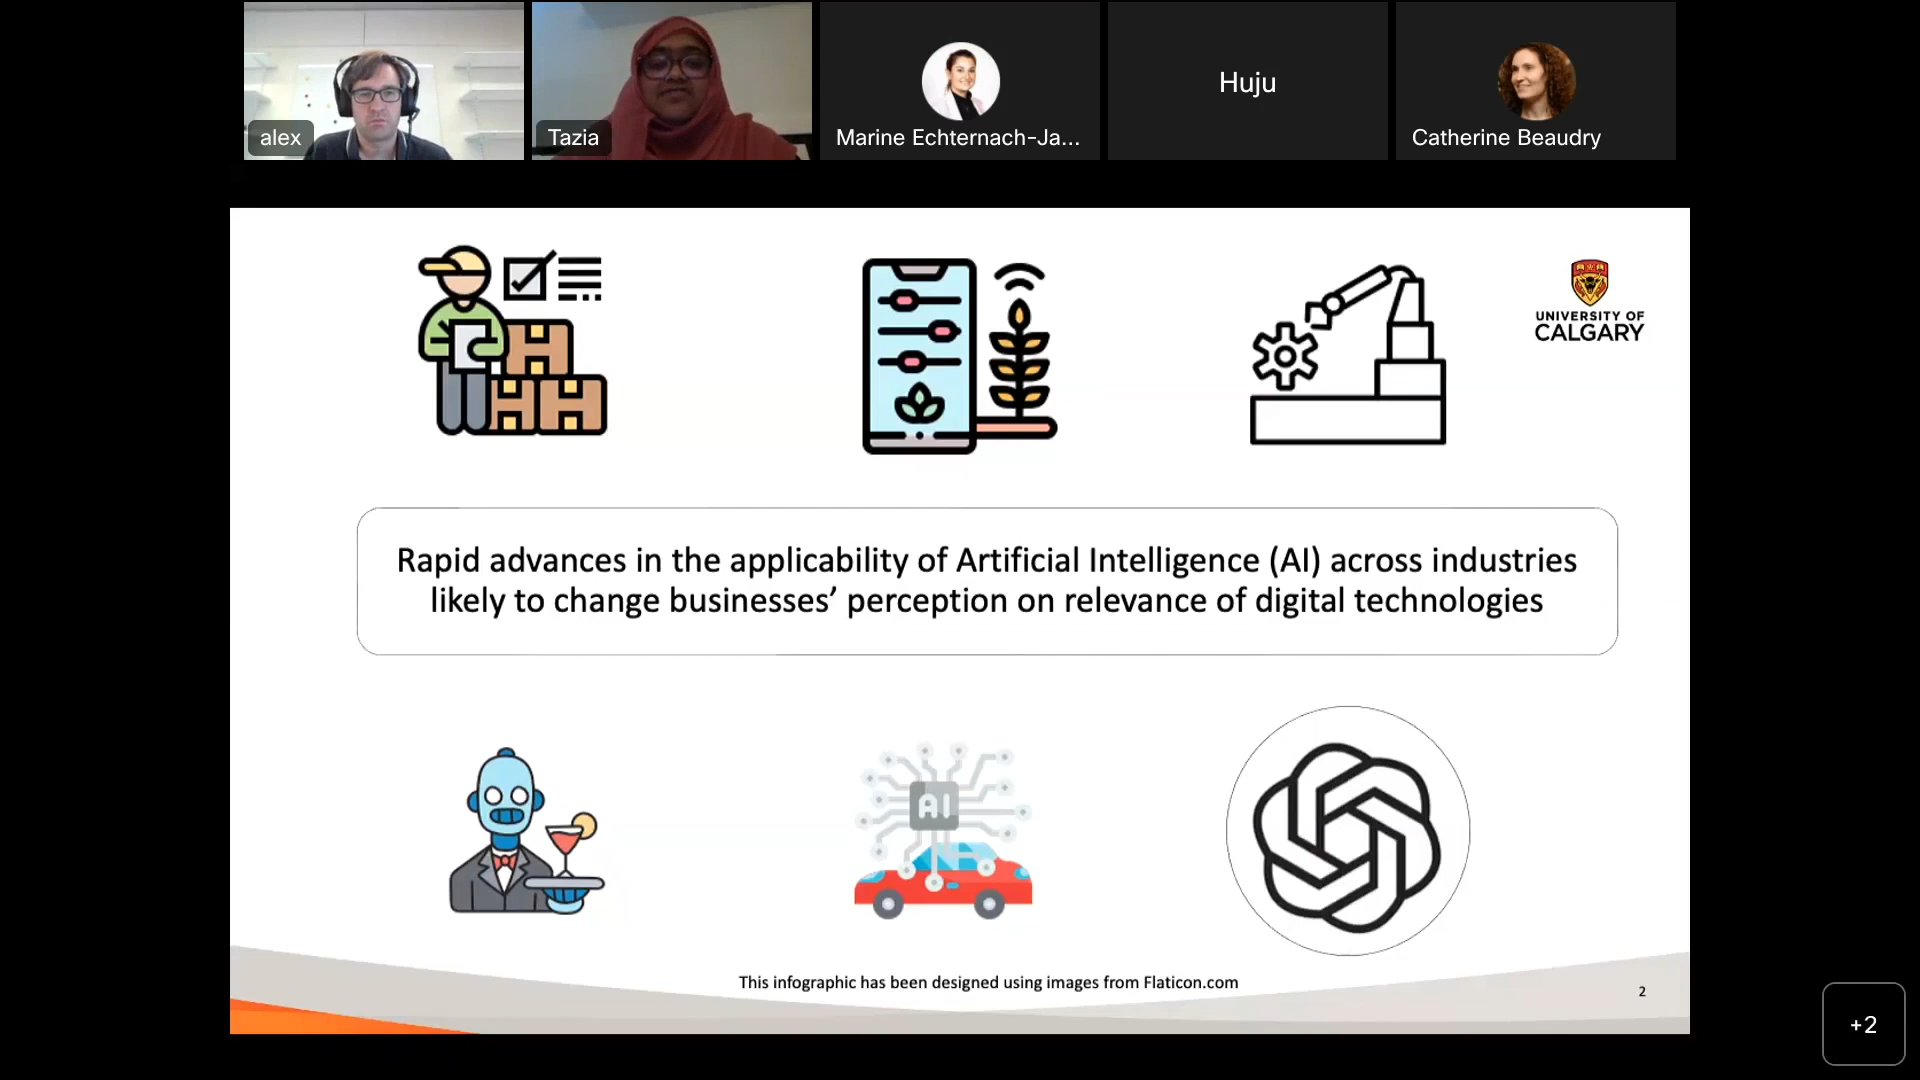 alex
Tazia
Marine Echternach-Ja...
Huju
Catherine Beaudry
UNIVERSITY OF
CALGARY
Rapid advances in the applicability of Artificial Intelligence (AI) across industries
likely to change businesses’ perception on relevance of digital technologies
AI
This infographic has been designed using images from Flaticon.com
2
+2